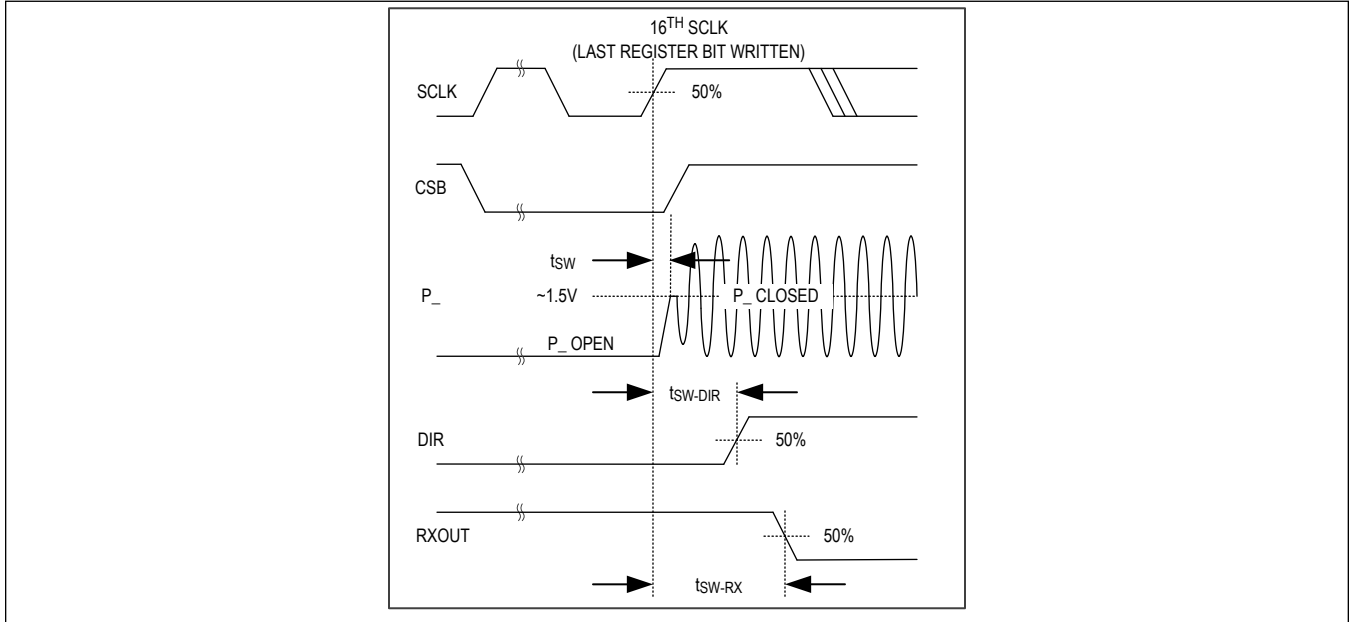 16TH SCLK
(LAST REGISTER BIT WRITTEN)
SCLK
50%
CSB
tSW
P_
~1.5V
P_ CLOSED
P_ OPEN
tSW-DIR
DIR
50%
RXOUT
50%
tSW-RX